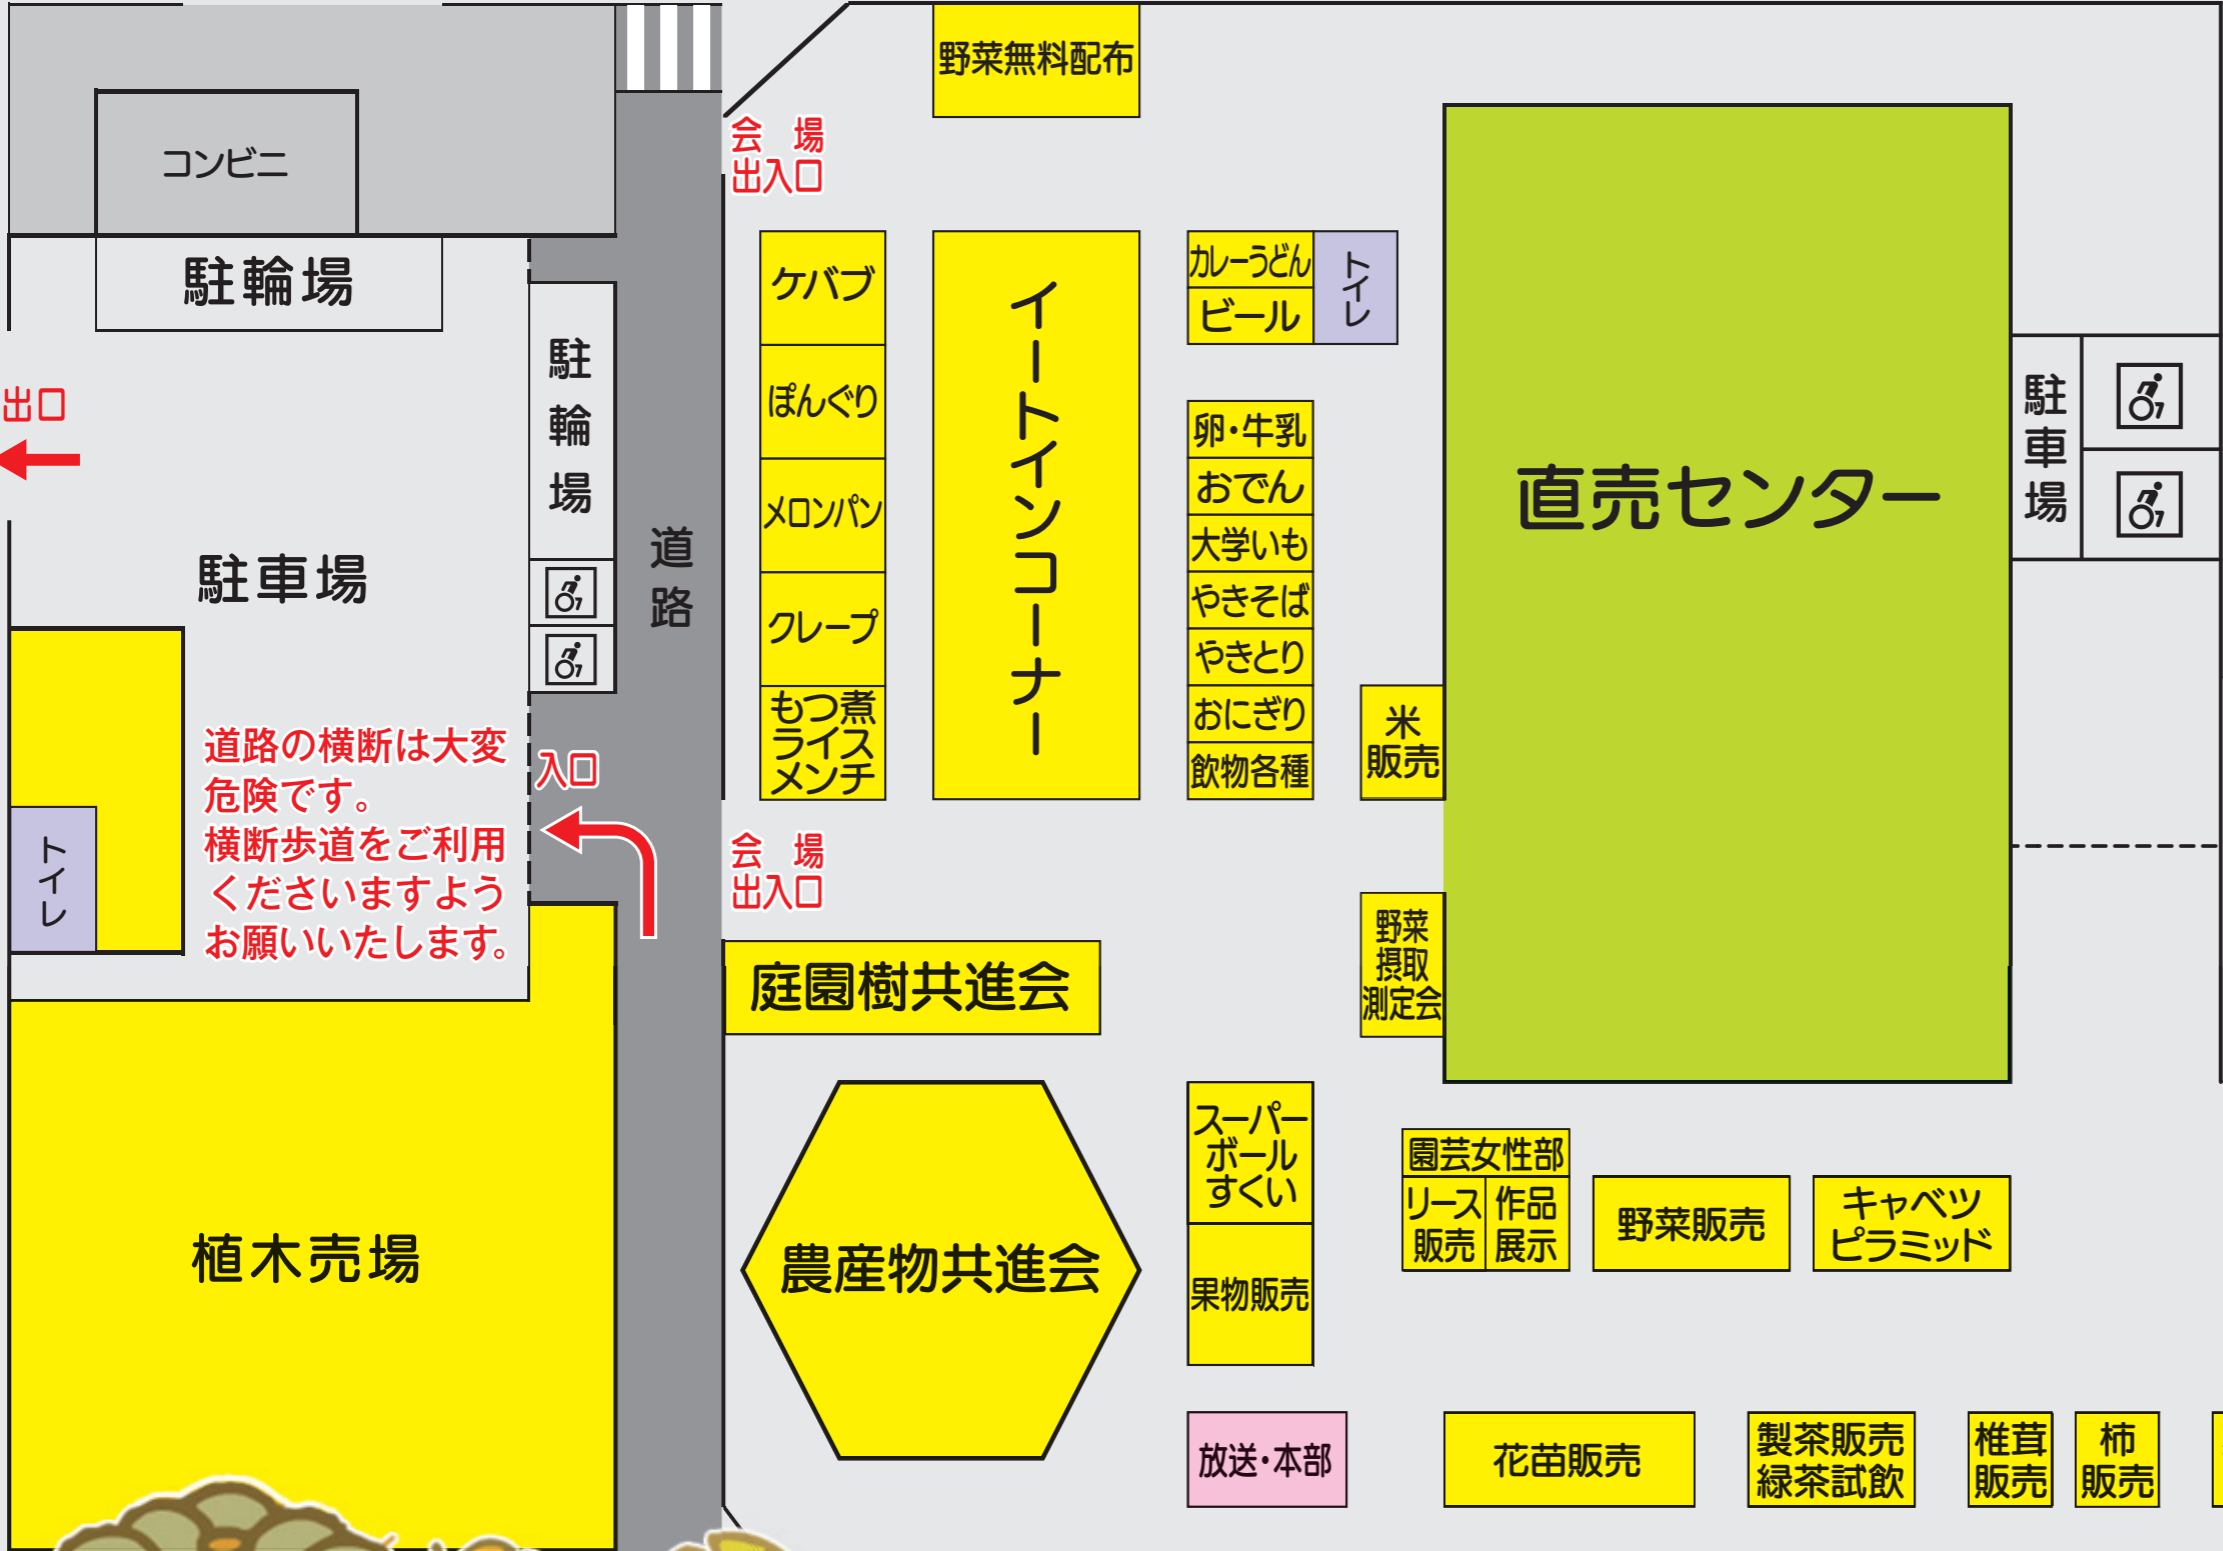 野菜無料配布
会 場
出入口
コンビニ
駐輪場
駐輪場
出口
駐車場
道路
道路の横断は大変
危険です。
横断歩道をご利用
くださいますよう
お願いいたします。
入口
トイレ
植木売場
ケバブ
ぽんぐり
メロンパン
クレープ
もつ煮
ライス
メンチ
イートインコーナー
カレーうどん
ビール
トイレ
卵・牛乳
おでん
大学いも
やきそば
やきとり
おにぎり
飲物各種
米
販売
直売センター
駐車場
会 場
出入口
野菜
摂取
測定会
庭園樹共進会
農産物共進会
スーパー
ボール
すくい
果物販売
園芸女性部
リース
販売
作品
展示
野菜販売
キャベツ
ピラミッド
放送・本部
花苗販売
製茶販売
緑茶試飲
椎茸
販売
柿
販売